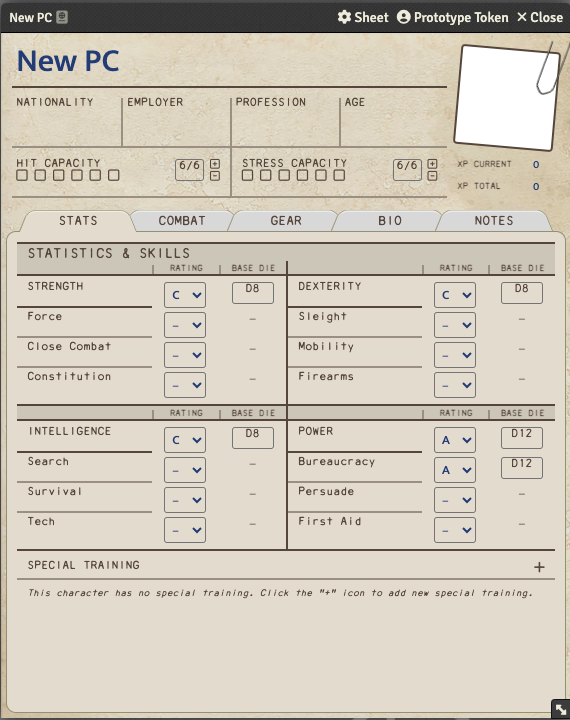 New PC Sheet Prototype Token Close
New PC
NATIONALITY EMPLOYER PROFESSION AGE
HIT CAPACITY 6/6 STRESS CAPACITY 6/6
XP CURRENT 0
XP TOTAL 0
STATS COMBAT GEAR BIO NOTES
STATISTICS & SKILLS
RATING BASE DIE RATING BASE DIE
STRENGTH C D8 DEXTERITY C D8
Force – – Sleight – –
Close Combat – – Mobility – –
Constitution – – Firearms – –
RATING BASE DIE RATING BASE DIE
INTELLIGENCE C D8 POWER A D12
Search – – Bureaucracy A D12
Survival – – Persuade – –
Tech – – First Aid – –
SPECIAL TRAINING +
This character has no special training. Click the "+" icon to add new special training.